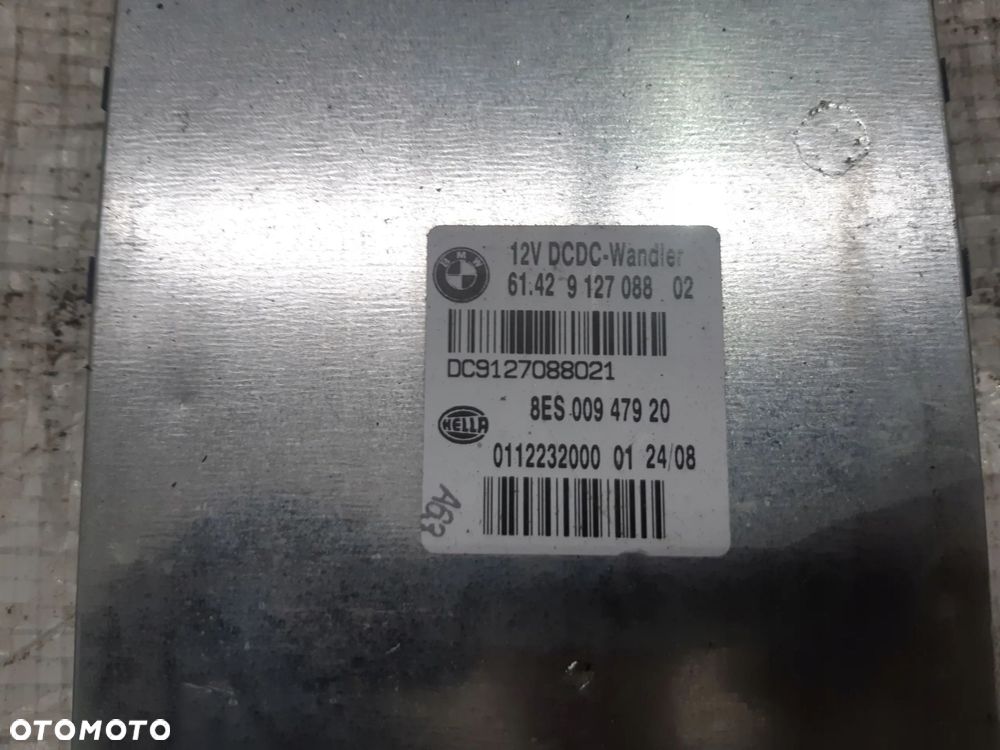 BMW
12V DCDC-Wandler
61.42 9 127 088 02
DC9127088021
8ES 009 479 20
HELLA
0112232000 01 24/08
A63
OTOMOTO